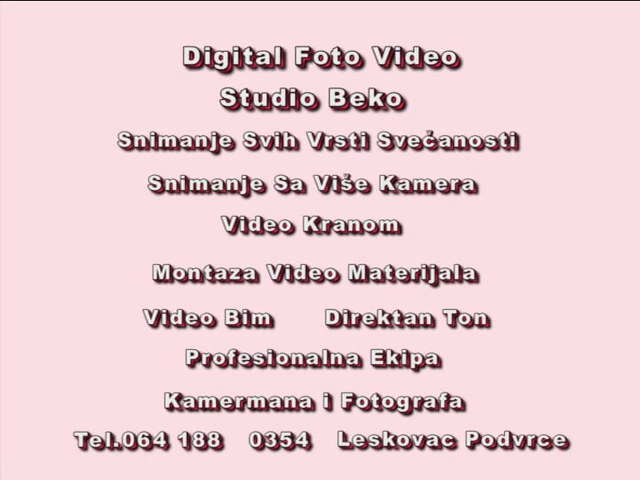 Digital Foto Video
Studio Beko
Snimanje Svih Vrsti Svečanosti
Snimanje Sa Više Kamera
Video Kranom
Montaza Video Materijala
Video Bim Direktan Ton
Profesionalna Ekipa
Kamermana i Fotografa
Tel.064 188 0354 Leskovac Podvrce